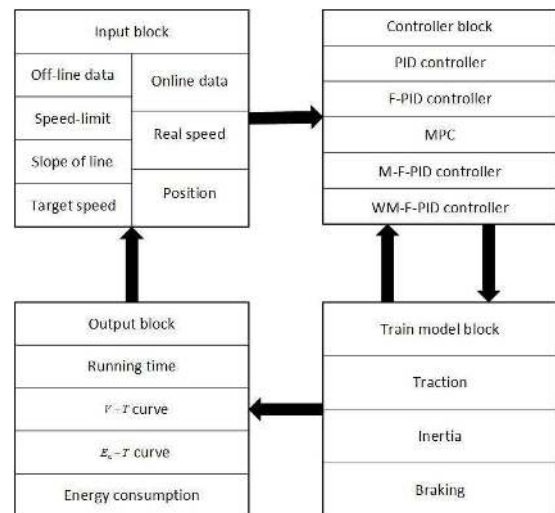 Input block
Off-line data
Speed-limit
Slope of line
Target speed
Online data
Real speed
Position
Controller block
PID controller
F-PID controller
MPC
M-F-PID controller
WM-F-PID controller
Output block
Running time
V-T curve
Eₙ-T curve
Energy consumption
Train model block
Traction
Inertia
Braking